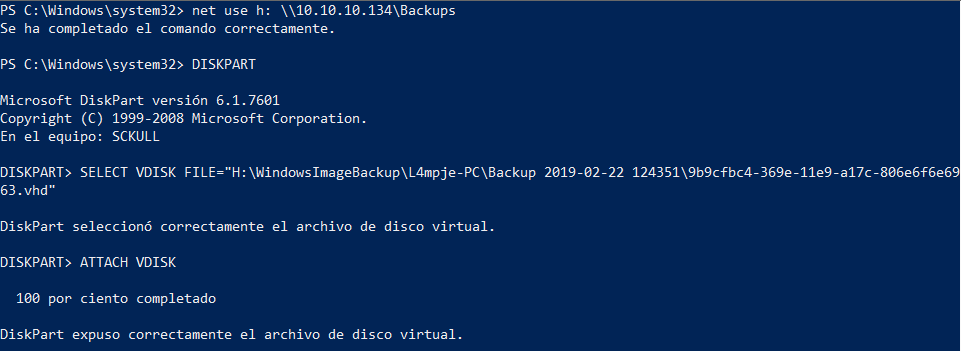 PS C:\Windows\system32> net use h: \\10.10.10.134\Backups
Se ha completado el comando correctamente.
PS C:\Windows\system32> DISKPART
Microsoft DiskPart versión 6.1.7601
Copyright (C) 1999-2008 Microsoft Corporation.
En el equipo: SCKULL
DISKPART> SELECT VDISK FILE="H:\WindowsImageBackup\L4mpje-PC\Backup 2019-02-22 124351\9b9cfbc4-369e-11e9-a17c-806e6f6e69
63.vhd"
DiskPart seleccionó correctamente el archivo de disco virtual.
DISKPART> ATTACH VDISK
100 por ciento completado
DiskPart expuso correctamente el archivo de disco virtual.